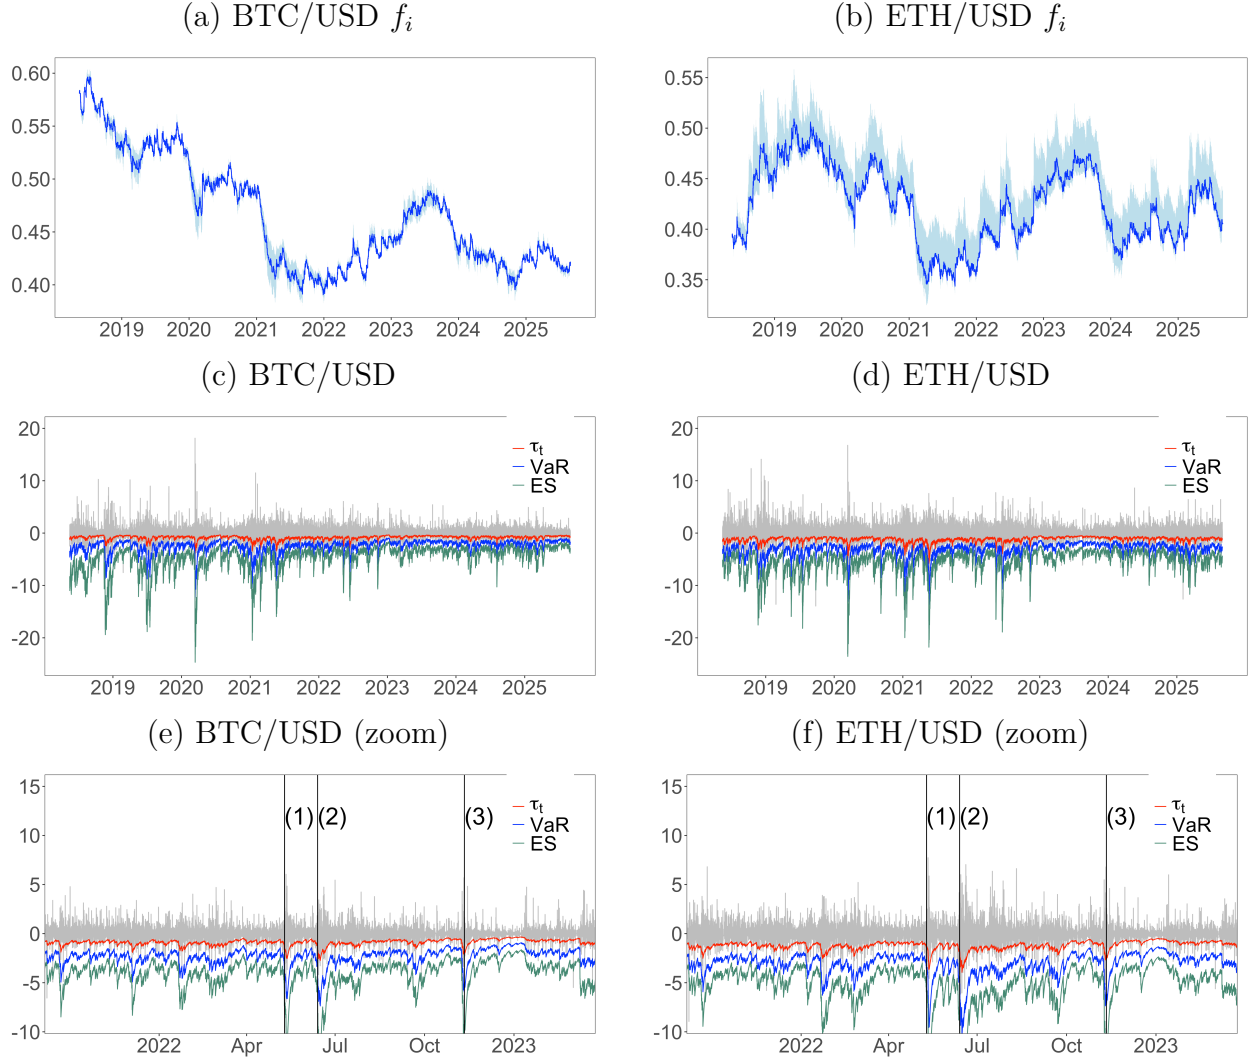 (a) BTC/USD f_i
(b) ETH/USD f_i
0.60
0.55
0.50
0.45
0.40
2019 2020 2021 2022 2023 2024 2025
0.55
0.50
0.45
0.40
0.35
2019 2020 2021 2022 2023 2024 2025
(c) BTC/USD
(d) ETH/USD
20
10
0
-10
-20
τt
VaR
ES
2019 2020 2021 2022 2023 2024 2025
20
10
0
-10
-20
τt
VaR
ES
2019 2020 2021 2022 2023 2024 2025
(e) BTC/USD (zoom)
(f) ETH/USD (zoom)
15
10
5
0
-5
-10
(1) (2) (3)
τt
VaR
ES
2022 Apr Jul Oct 2023
15
10
5
0
-5
-10
(1) (2) (3)
τt
VaR
ES
2022 Apr Jul Oct 2023